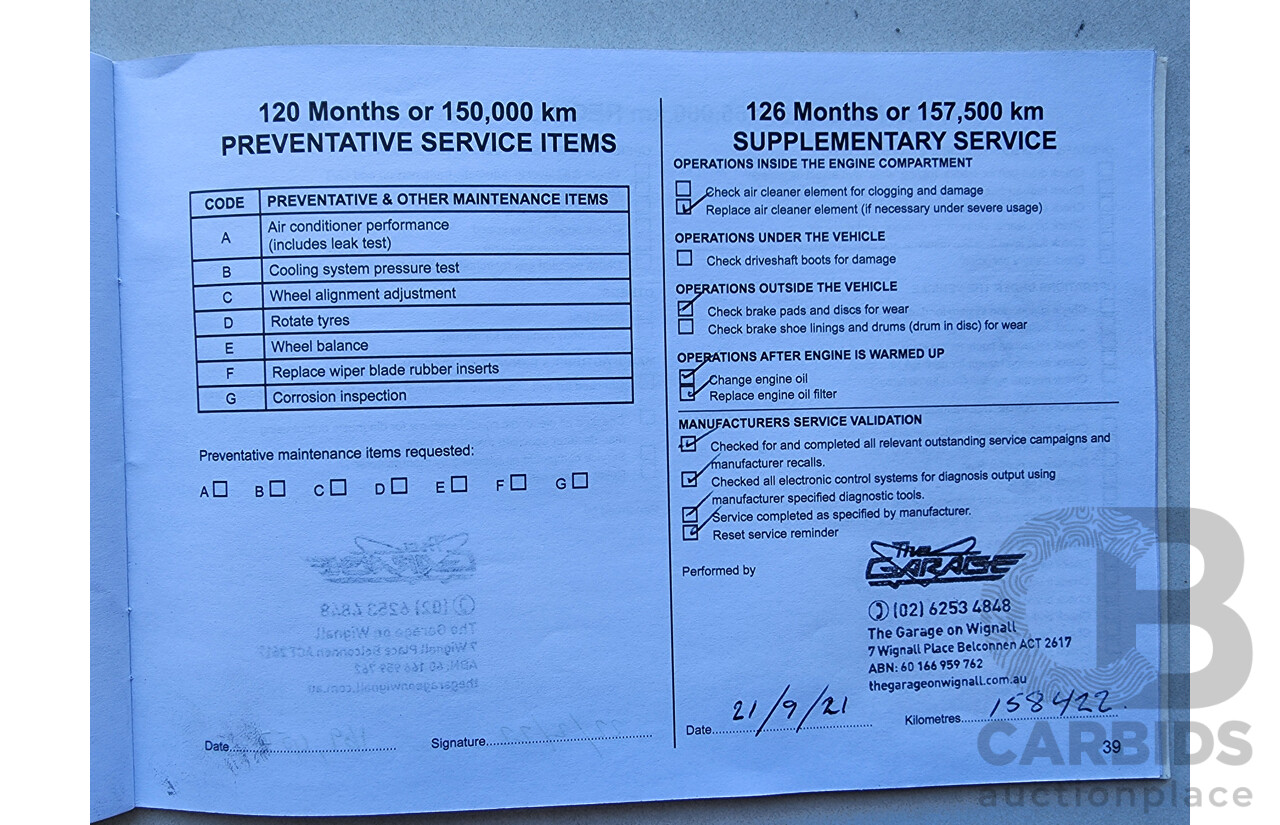 120 Months or 150,000 km
PREVENTATIVE SERVICE ITEMS
CODE PREVENTATIVE & OTHER MAINTENANCE ITEMS
A Air conditioner performance
(includes leak test)
B Cooling system pressure test
C Wheel alignment adjustment
D Rotate tyres
E Wheel balance
F Replace wiper blade rubber inserts
G Corrosion inspection
Preventative maintenance items requested:
A B C D E F G
Date
Signature
126 Months or 157,500 km
SUPPLEMENTARY SERVICE
OPERATIONS INSIDE THE ENGINE COMPARTMENT
Check air cleaner element for clogging and damage
Replace air cleaner element (if necessary under severe usage)
OPERATIONS UNDER THE VEHICLE
Check driveshaft boots for damage
OPERATIONS OUTSIDE THE VEHICLE
Check brake pads and discs for wear
Check brake shoe linings and drums (drum in disc) for wear
OPERATIONS AFTER ENGINE IS WARMED UP
Change engine oil
Replace engine oil filter
MANUFACTURERS SERVICE VALIDATION
Checked for and completed all relevant outstanding service campaigns and
manufacturer recalls.
Checked all electronic control systems for diagnosis output using
manufacturer specified diagnostic tools.
Service completed as specified by manufacturer.
Reset service reminder
Performed by
The
GARAGE
(02) 6253 4848
The Garage on Wignall
7 Wignall Place Belconnen ACT 2617
ABN: 60 166 959 762
thegarageonwignall.com.au
Date 21/9/21
Kilometres 158422.
39
CB
CARBIDS
auctionplace